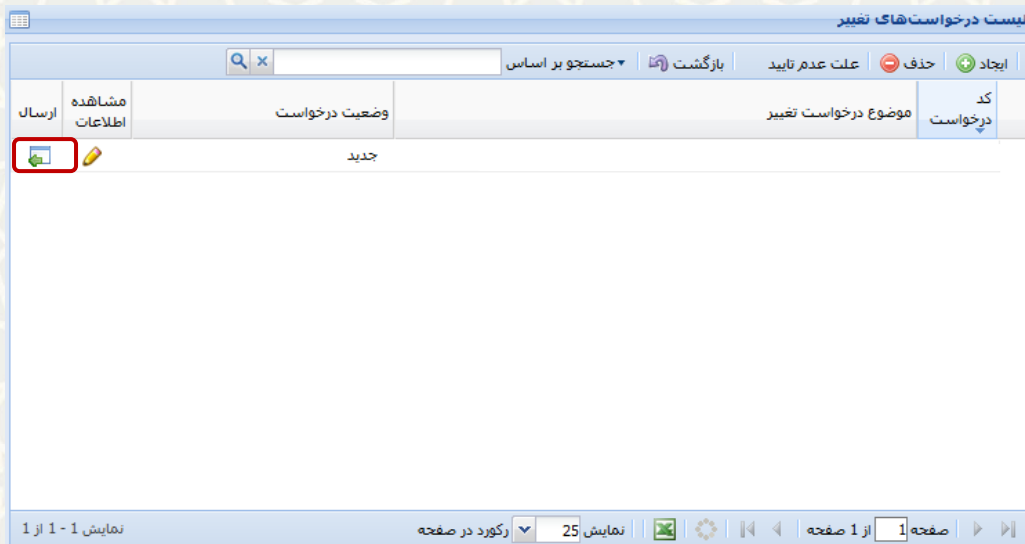 لیست درخواست‌های تغییر
ایجاد حذف علت عدم تایید بازگشت جستجو بر اساس
کد درخواست
موضوع درخواست تغییر
وضعیت درخواست
مشاهده اطلاعات
ارسال
جدید
صفحه 1 از 1 صفحه نمایش 25 رکورد در صفحه نمایش 1 - 1 از 1